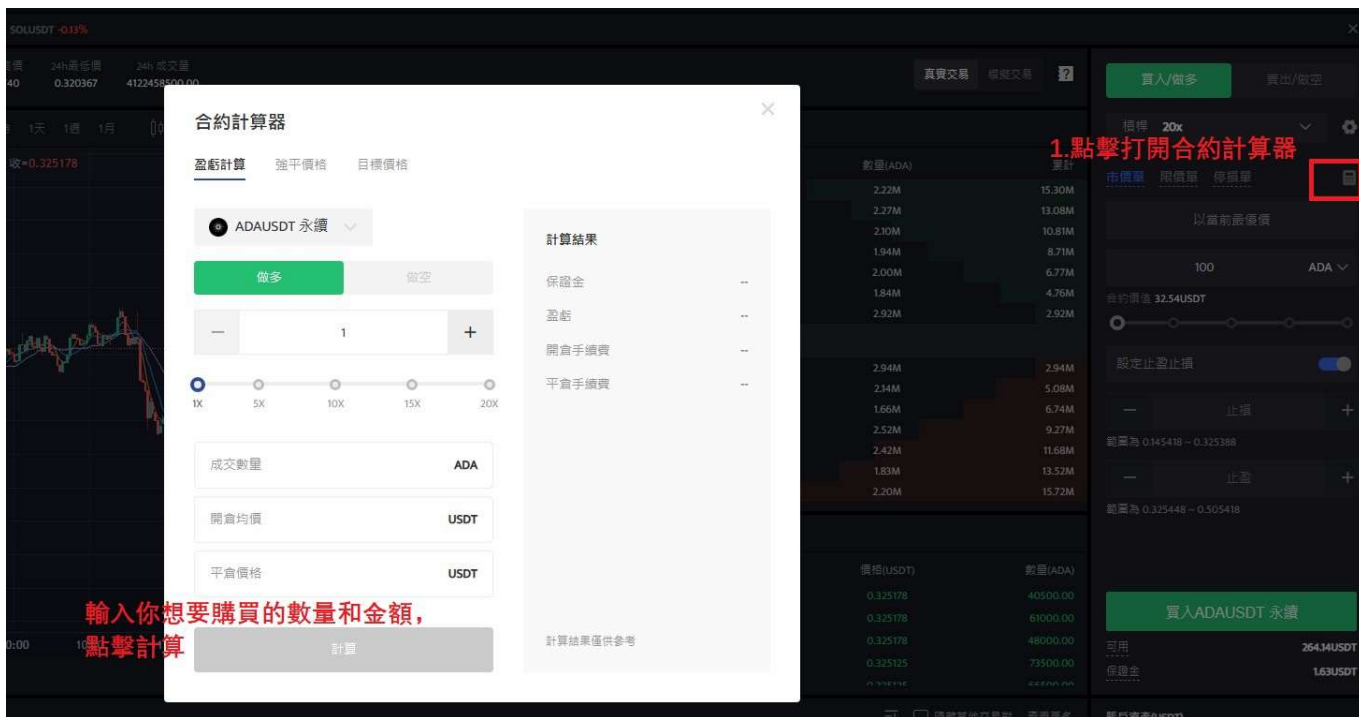 SOLUSDT -0.13%
24h最低價 24h 成交量
40 0.320367 4122458500.00
真實交易 模擬交易 ?
買入/做多 賣出/做空
1天 1週 1月
收=0.325178
槓桿 20x
1.點擊打開合約計算器
市價單 限價單 停損單
以當前最優價
100 ADA
合約價值 32.54USDT
設定止盈止損
止損
範圍為 0.145418 ~ 0.325388
止盈
範圍為 0.325448 ~ 0.505418
買入ADAUSDT 永續
可用 264.14USDT
保證金 1.63USDT
數量(ADA) 累計
2.22M 15.30M
2.27M 13.08M
2.10M 10.81M
1.94M 8.71M
2.00M 6.77M
1.84M 4.76M
2.92M 2.92M
2.94M 2.94M
2.14M 5.08M
1.66M 6.74M
2.52M 9.27M
2.42M 11.68M
1.83M 13.52M
2.20M 15.72M
價格(USDT) 數量(ADA)
0.325178 40500.00
0.325178 61000.00
0.325178 48000.00
0.325125 73500.00
合約計算器
盈虧計算 強平價格 目標價格
ADAUSDT 永續
做多 做空
1
1X 5X 10X 15X 20X
成交數量 ADA
開倉均價 USDT
平倉價格 USDT
計算
計算結果
保證金 --
盈虧 --
開倉手續費 --
平倉手續費 --
計算結果僅供參考
輸入你想要購買的數量和金額，
點擊計算